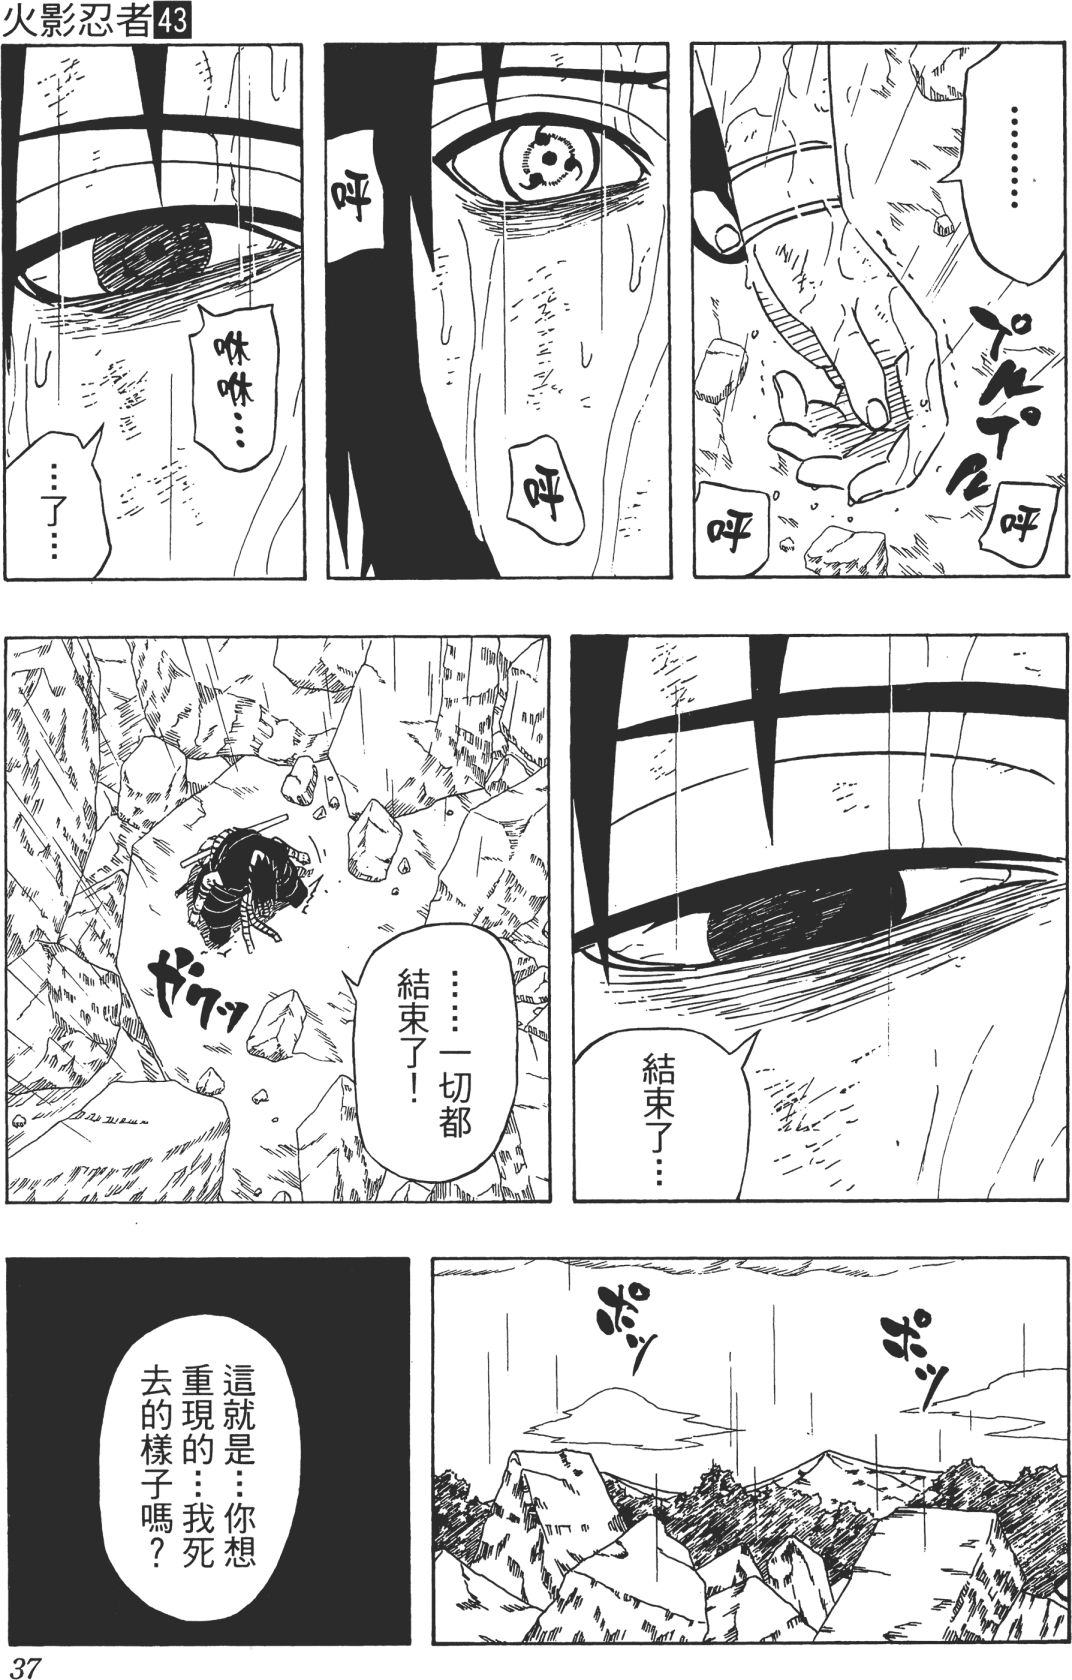 火影忍者43
………
プルプル
呼
呼
呼
呼
咻咻…
…了…
結束了…
……一切都
結束了！
ガクッ
ポッ
ポッ
這就是…你想
重現的…我死
去的樣子嗎？
37